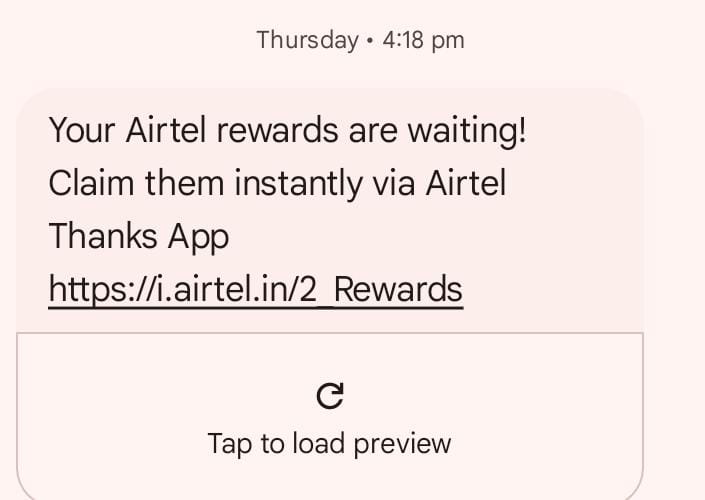 Thursday • 4:18 pm
Your Airtel rewards are waiting!
Claim them instantly via Airtel
Thanks App
https://i.airtel.in/2_Rewards
Tap to load preview